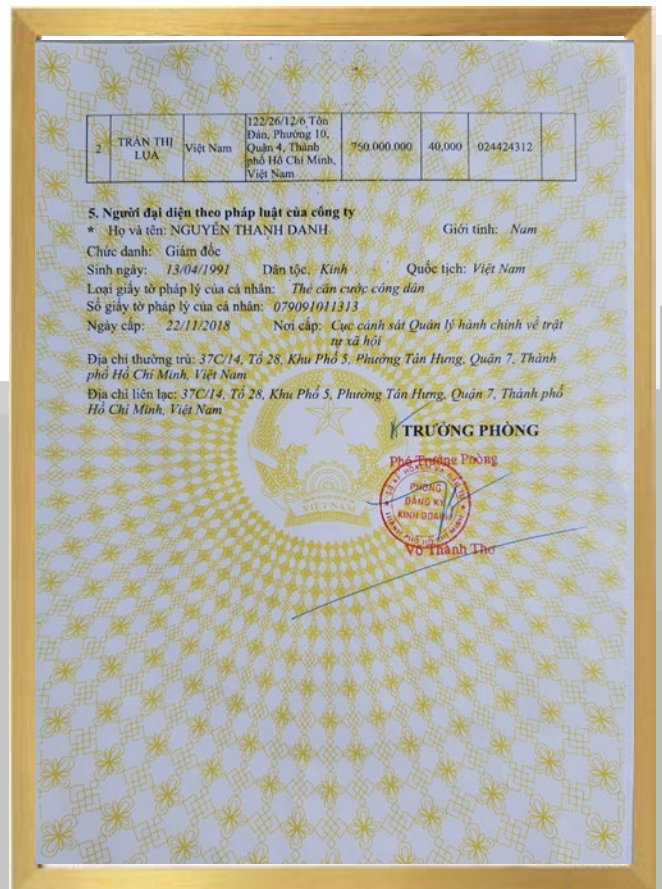 2 TRẦN THỊ LỤA Việt Nam 122/26/12/6 Tôn Đản, Phường 10, Quận 4, Thành phố Hồ Chí Minh, Việt Nam 760.000.000 40,000 024424312
5. Người đại diện theo pháp luật của công ty
* Họ và tên: NGUYỄN THANH DANH Giới tính: Nam
Chức danh: Giám đốc
Sinh ngày: 13/04/1991 Dân tộc: Kinh Quốc tịch: Việt Nam
Loại giấy tờ pháp lý của cá nhân: Thẻ căn cước công dân
Số giấy tờ pháp lý của cá nhân: 079091011313
Ngày cấp: 22/11/2018 Nơi cấp: Cục cảnh sát Quản lý hành chính về trật
tự xã hội
Địa chỉ thường trú: 37C/14, Tổ 28, Khu Phố 5, Phường Tân Hưng, Quận 7, Thành
phố Hồ Chí Minh, Việt Nam
Địa chỉ liên lạc: 37C/14, Tổ 28, Khu Phố 5, Phường Tân Hưng, Quận 7, Thành phố
Hồ Chí Minh, Việt Nam
TRƯỞNG PHÒNG
Phó Trưởng Phòng
PHÒNG
ĐĂNG KÝ
KINH DOANH
THÀNH PHỐ HỒ CHÍ MINH
VIỆT NAM
Võ Thành Thơ